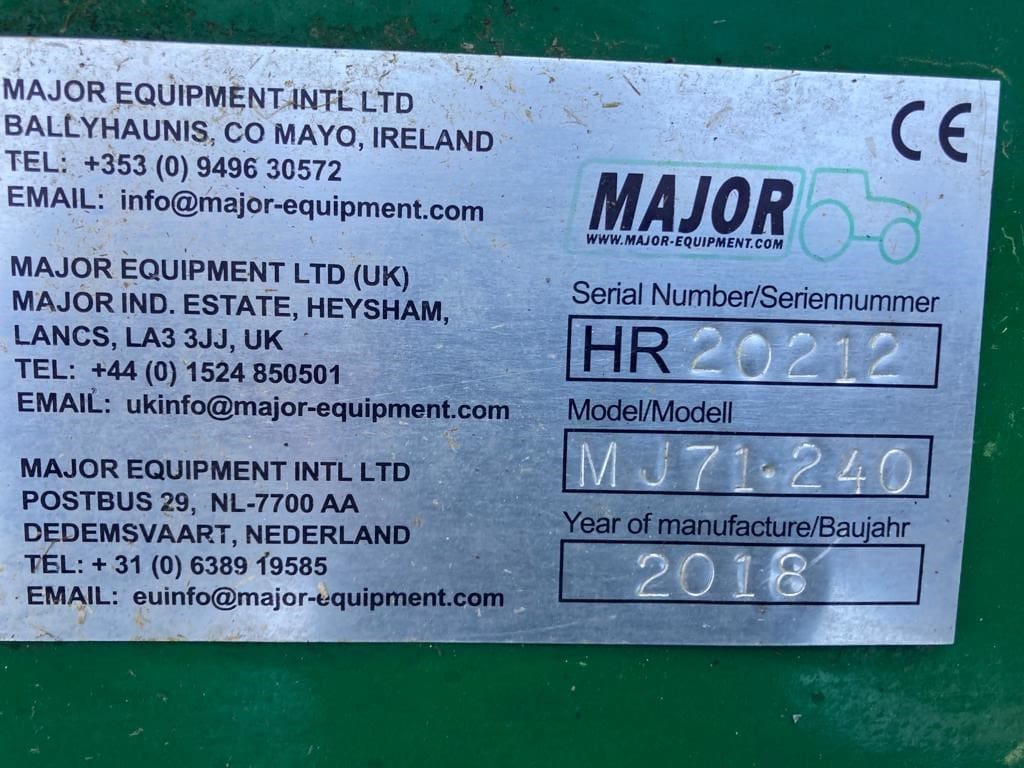 MAJOR EQUIPMENT INTL LTD
BALLYHAUNIS, CO MAYO, IRELAND
TEL: +353 (0) 9496 30572
EMAIL: info@major-equipment.com
MAJOR EQUIPMENT LTD (UK)
MAJOR IND. ESTATE, HEYSHAM,
LANCS, LA3 3JJ, UK
TEL: +44 (0) 1524 850501
EMAIL: ukinfo@major-equipment.com
MAJOR EQUIPMENT INTL LTD
POSTBUS 29, NL-7700 AA
DEDEMSVAART, NEDERLAND
TEL: + 31 (0) 6389 19585
EMAIL: euinfo@major-equipment.com
CE
MAJOR
WWW.MAJOR-EQUIPMENT.COM
Serial Number/Seriennummer
HR 20212
Model/Modell
MJ71·240
Year of manufacture/Baujahr
2018